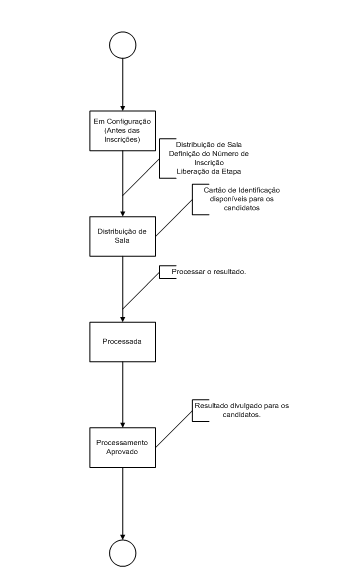 Em Configuração
(Antes das
Inscrições)
Distribuição de Sala
Definição do Número de
Inscrição
Liberação da Etapa
Cartão de Identificação
disponíveis para os
candidatos
Distribuição de
Sala
Processar o resultado.
Processada
Resultado divulgado para os
candidatos.
Processamento
Aprovado